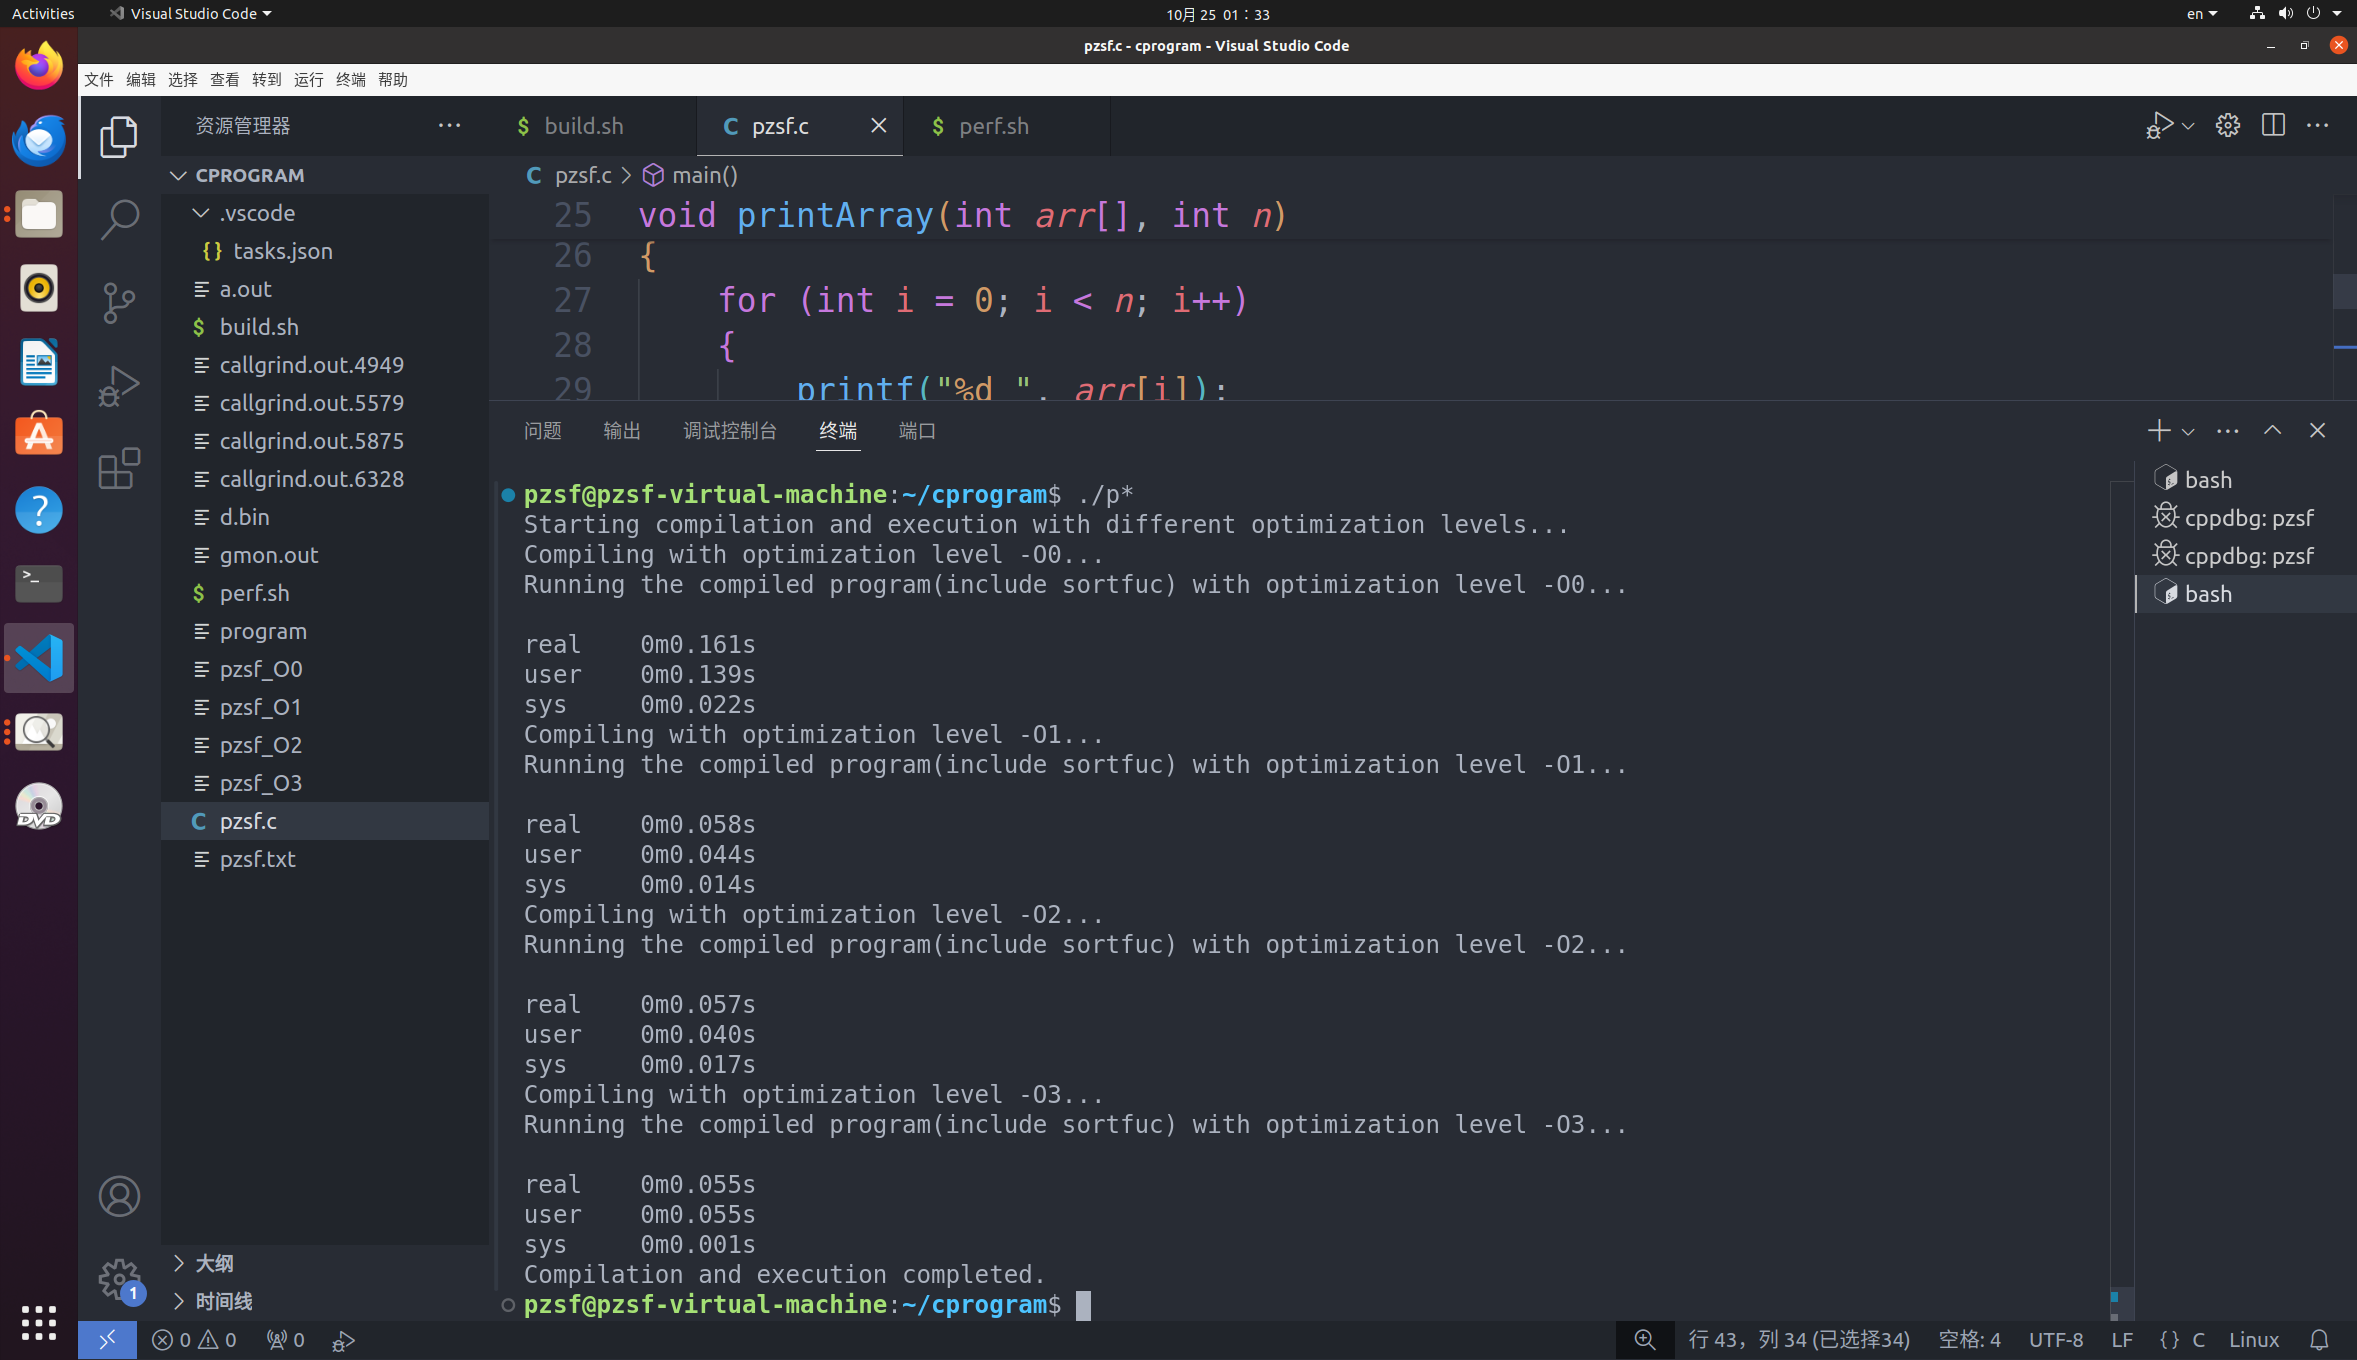 Activities Visual Studio Code 10月 25 01：33 en
pzsf.c - cprogram - Visual Studio Code
文件 编辑 选择 查看 转到 运行 终端 帮助
资源管理器
CPROGRAM
.vscode
{} tasks.json
a.out
$ build.sh
callgrind.out.4949
callgrind.out.5579
callgrind.out.5875
callgrind.out.6328
d.bin
gmon.out
$ perf.sh
program
pzsf_O0
pzsf_O1
pzsf_O2
pzsf_O3
C pzsf.c
pzsf.txt
大纲
时间线
1
$ build.sh C pzsf.c $ perf.sh
C pzsf.c > main()
25 void printArray(int arr[], int n)
26 {
27 for (int i = 0; i < n; i++)
28 {
29 printf("%d ", arr[i]);
问题 输出 调试控制台 终端 端口
pzsf@pzsf-virtual-machine:~/cprogram$ ./p*
Starting compilation and execution with different optimization levels...
Compiling with optimization level -O0...
Running the compiled program(include sortfuc) with optimization level -O0...
real 0m0.161s
user 0m0.139s
sys 0m0.022s
Compiling with optimization level -O1...
Running the compiled program(include sortfuc) with optimization level -O1...
real 0m0.058s
user 0m0.044s
sys 0m0.014s
Compiling with optimization level -O2...
Running the compiled program(include sortfuc) with optimization level -O2...
real 0m0.057s
user 0m0.040s
sys 0m0.017s
Compiling with optimization level -O3...
Running the compiled program(include sortfuc) with optimization level -O3...
real 0m0.055s
user 0m0.055s
sys 0m0.001s
Compilation and execution completed.
pzsf@pzsf-virtual-machine:~/cprogram$
bash
cppdbg: pzsf
cppdbg: pzsf
bash
0 0 0 行 43，列 34 (已选择34) 空格: 4 UTF-8 LF {} C Linux
DVD